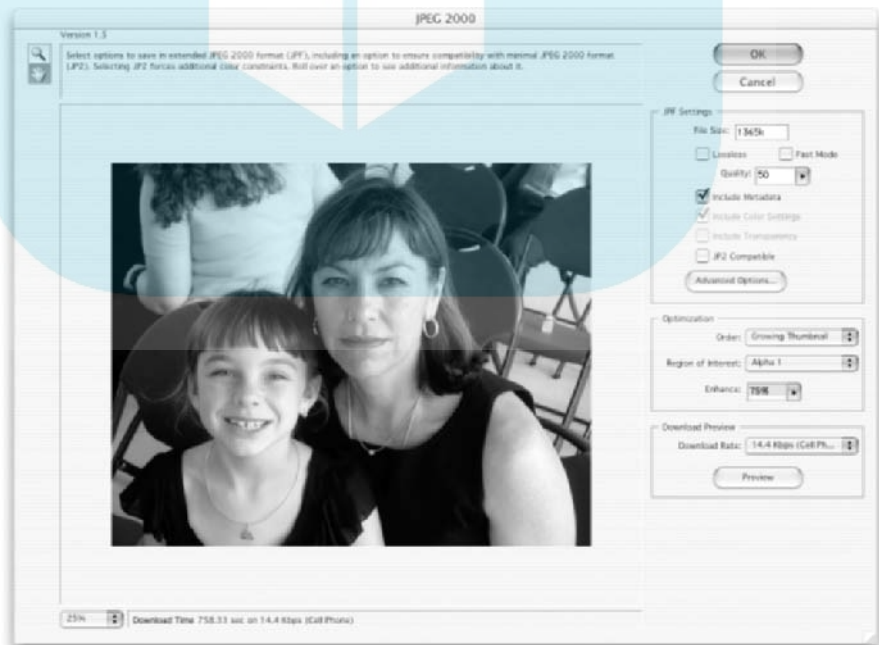 JPEG 2000
Version 1.5
Select options to save in extended JPEG 2000 format (JPF), including an option to ensure compatibility with minimal JPEG 2000 format
(JP2). Selecting JP2 forces additional color constraints. Roll over an option to see additional information about it.
OK
Cancel
JPF Settings
File Size: 1365k
Lossless
Fast Mode
Quality: 50
Include Metadata
Include Color Settings
Include Transparency
JP2 Compatible
Advanced Options...
Optimization
Order: Growing Thumbnail
Region of Interest: Alpha 1
Enhance: 75%
Download Preview
Download Rate: 14.4 Kbps (Cell Ph...
Preview
25%
Download Time 758.33 sec on 14.4 Kbps (Cell Phone)